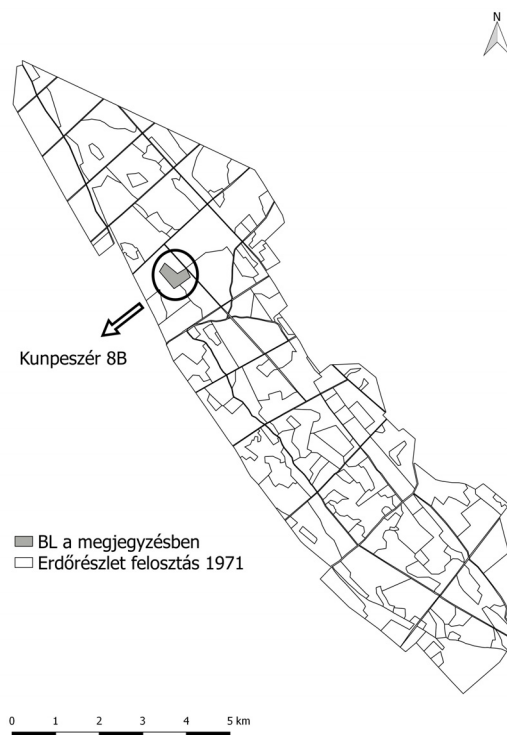 N
Kunpeszér 8B
BL a megjegyzésben
Erdőrészlet felosztás 1971
0 1 2 3 4 5 km